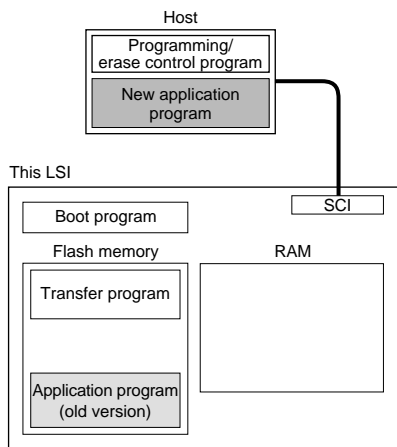 Host
Programming/
erase control program
New application
program
This LSI
SCI
Boot program
Flash memory
RAM
Transfer program
Application program
(old version)